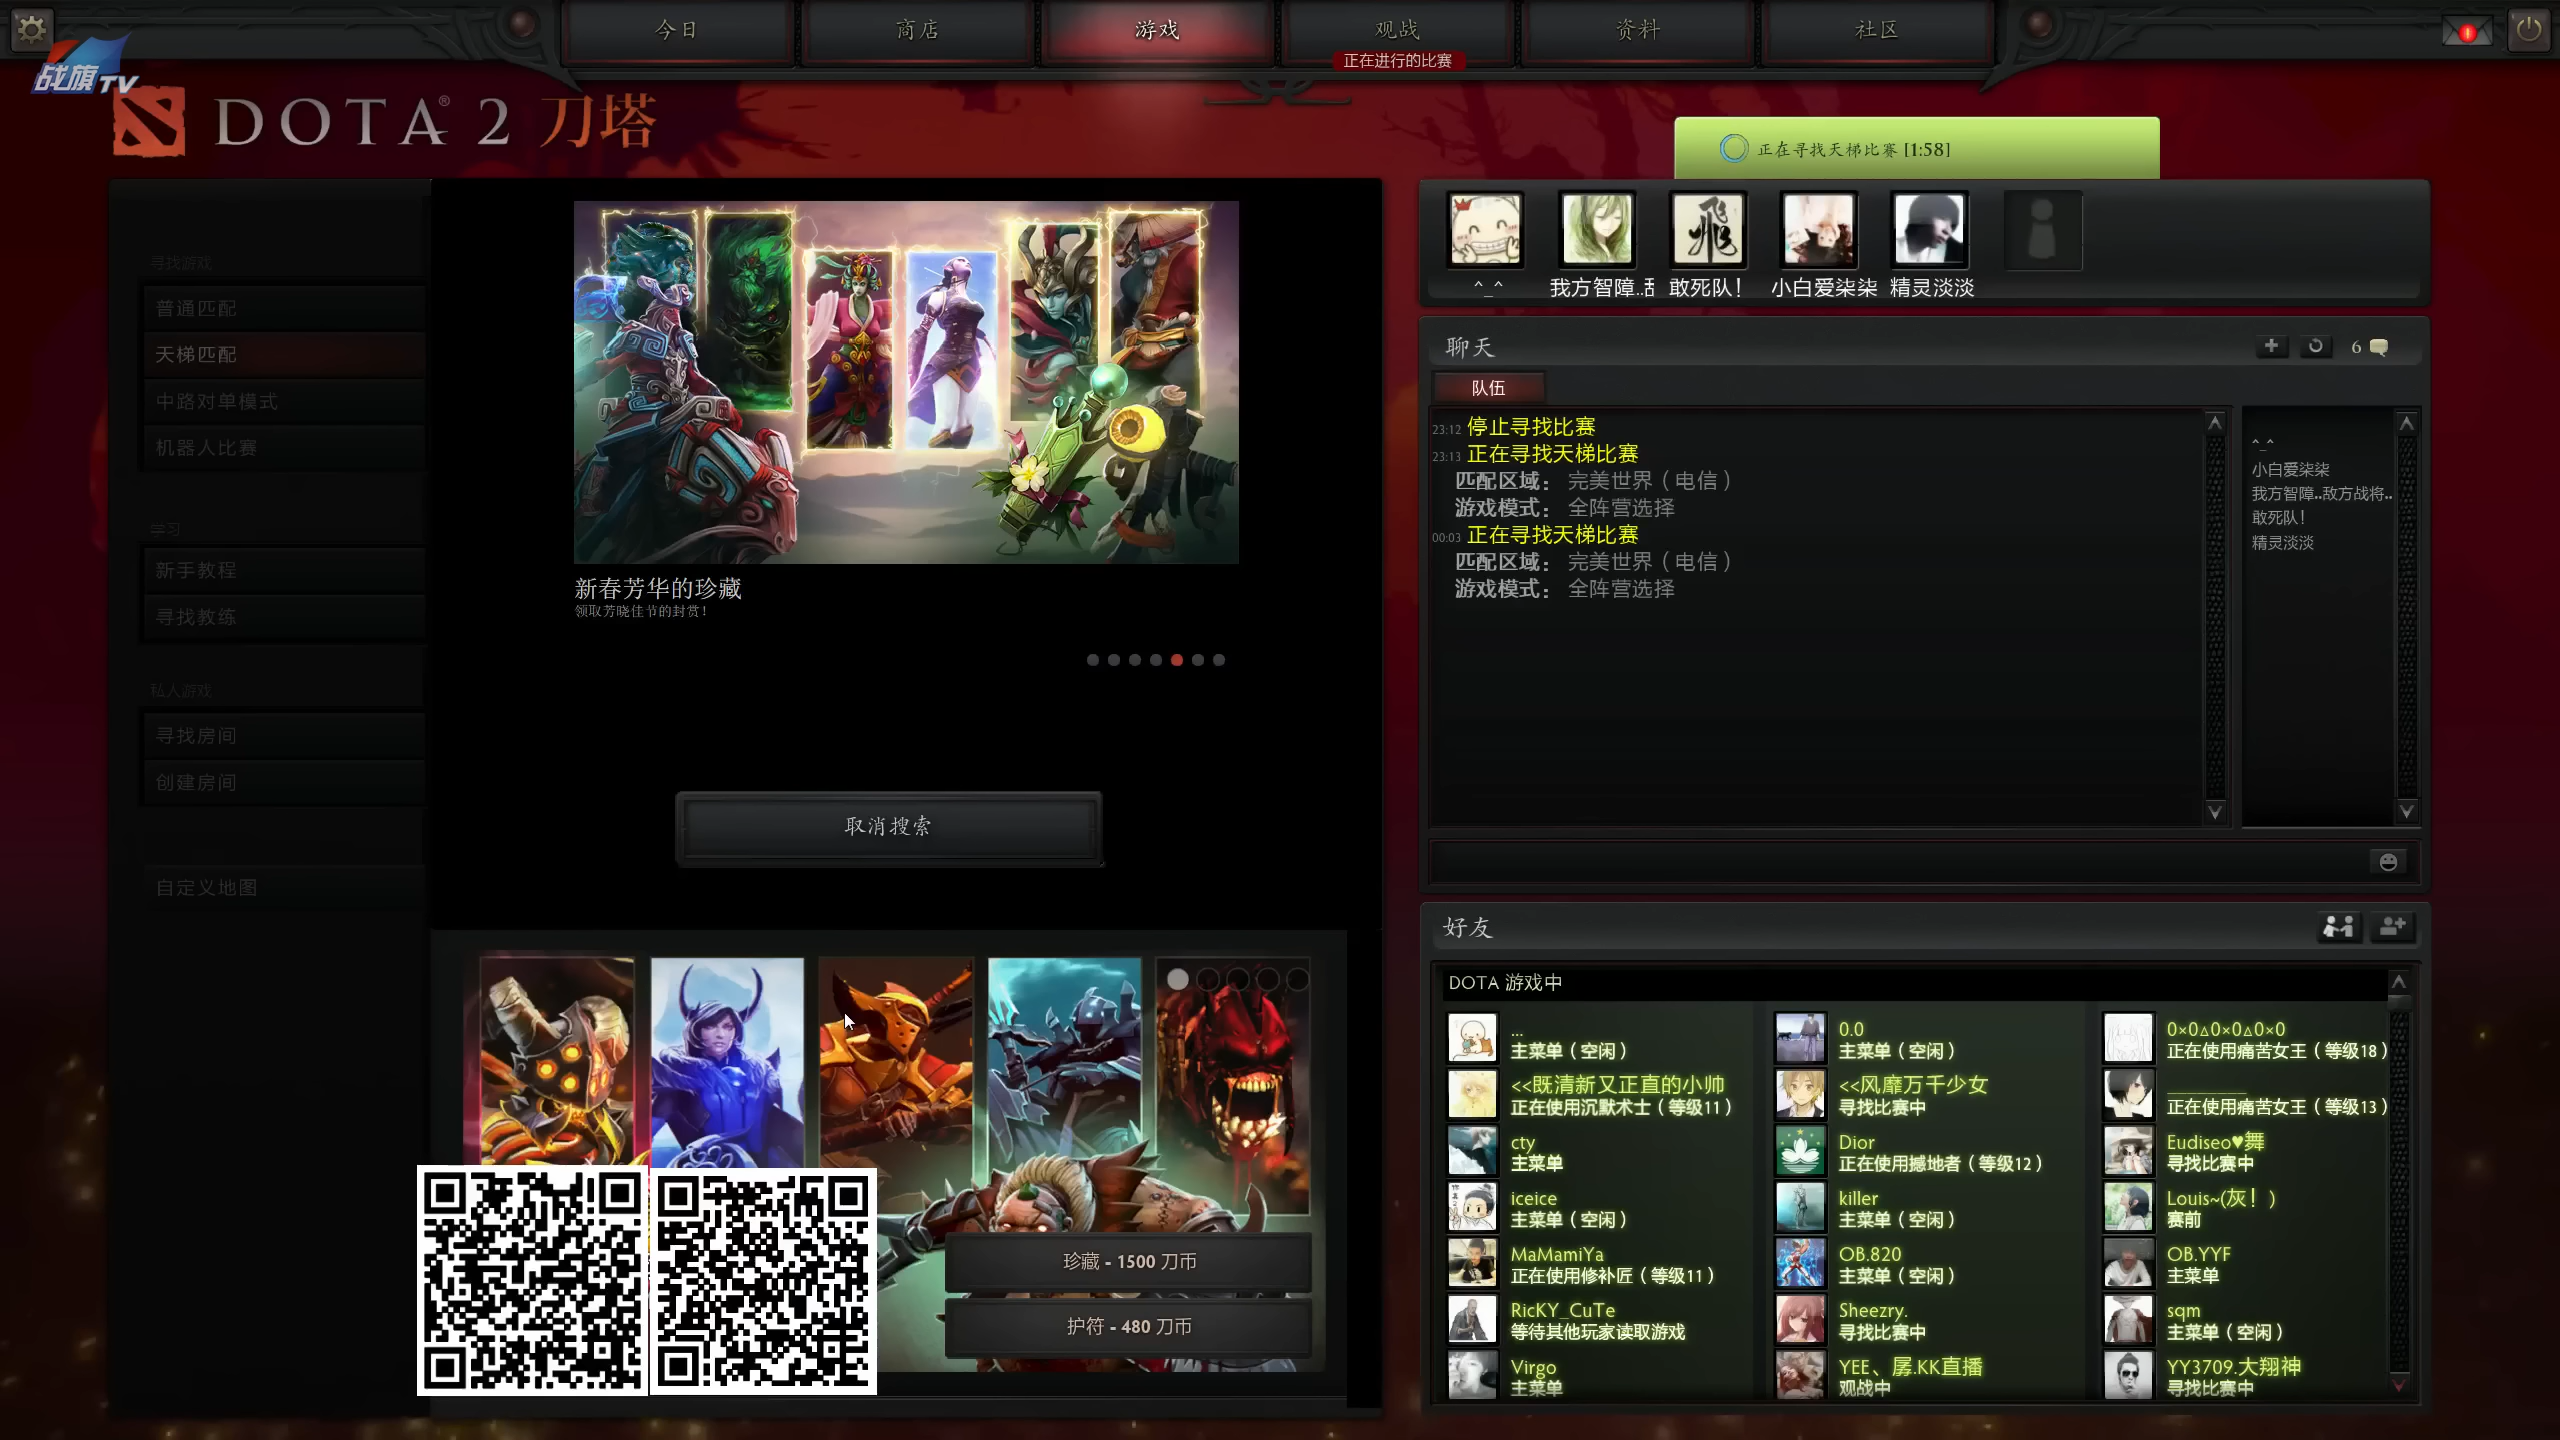 今日
商店
游戏
观战
资料
社区
正在进行的比赛
战旗TV
DOTA 2 刀塔
正在寻找天梯比赛 [1:58]
^_^
我方智障..
敢死队！
小白爱柒柒
精灵淡淡
寻找游戏
普通匹配
天梯匹配
中路对单模式
机器人比赛
学习
新手教程
寻找教练
私人游戏
寻找房间
创建房间
自定义地图
新春芳华的珍藏
领取芳晓佳节的封赏！
取消搜索
珍藏 - 1500 刀币
护符 - 480 刀币
聊天
6
队伍
23:12 停止寻找比赛
23:13 正在寻找天梯比赛
匹配区域： 完美世界（电信）
游戏模式： 全阵营选择
00:03 正在寻找天梯比赛
匹配区域： 完美世界（电信）
游戏模式： 全阵营选择
^_^
小白爱柒柒
我方智障..敌方战将..
敢死队！
精灵淡淡
好友
DOTA 游戏中
...
主菜单（空闲）
0.0
主菜单（空闲）
0×0△0×0△0×0
正在使用痛苦女王（等级18）
<<既清新又正直的小帅
正在使用沉默术士（等级11）
<<风靡万千少女
寻找比赛中
正在使用痛苦女王（等级13）
cty
主菜单
Dior
正在使用撼地者（等级12）
Eudiseo♥舞
寻找比赛中
iceice
主菜单（空闲）
killer
主菜单（空闲）
Louis~(灰！)
赛前
MaMamiYa
正在使用修补匠（等级11）
OB.820
主菜单（空闲）
OB.YYF
主菜单
RicKY_CuTe
等待其他玩家读取游戏
Sheezry.
寻找比赛中
sqm
主菜单（空闲）
Virgo
主菜单
YEE、孱.KK直播
观战中
YY3709.大翔神
寻找比赛中